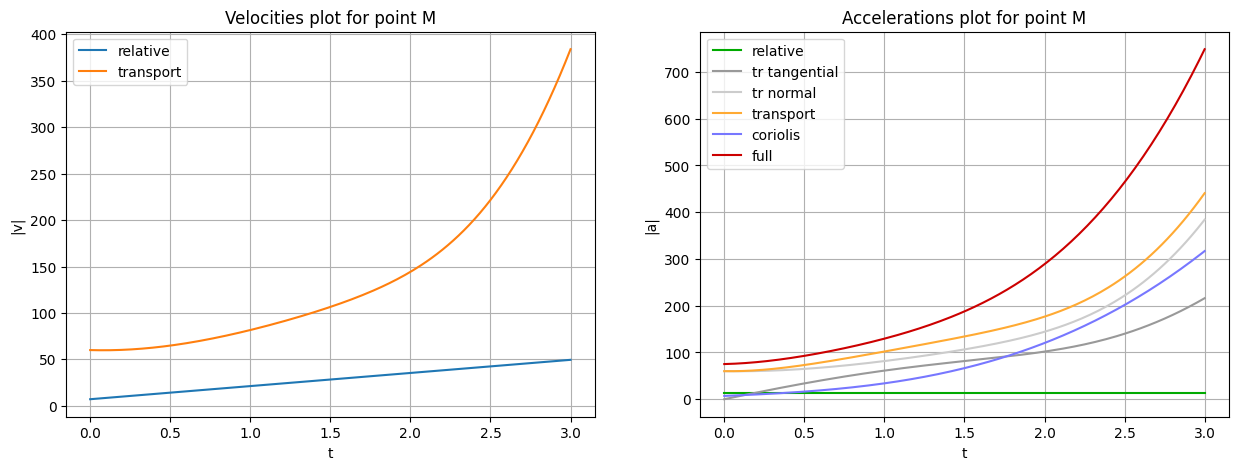 Velocities plot for point M
relative
transport
400
350
300
250
200
150
100
50
0
|v|
0.0 0.5 1.0 1.5 2.0 2.5 3.0
t
Accelerations plot for point M
relative
tr tangential
tr normal
transport
coriolis
full
700
600
500
400
300
200
100
0
|a|
0.0 0.5 1.0 1.5 2.0 2.5 3.0
t